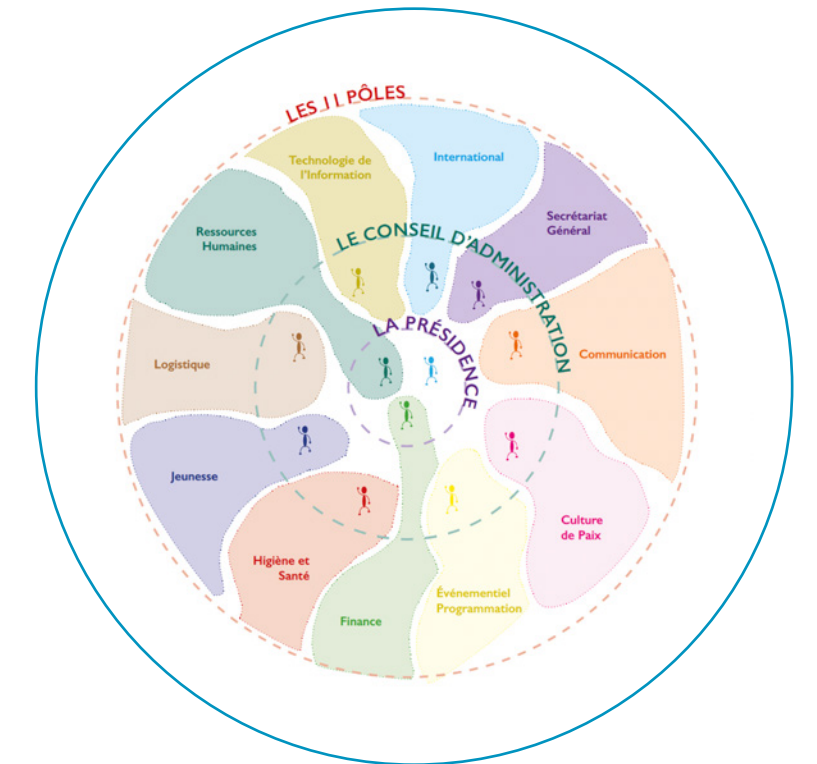 LES 11 PÔLES
Technologie de
l'Information
International
Secrétariat
Général
Ressources
Humaines
LE CONSEIL D'ADMINISTRATION
LA PRÉSIDENCE
Communication
Logistique
Jeunesse
Culture
de Paix
Higiène et
Santé
Événementiel
Programmation
Finance